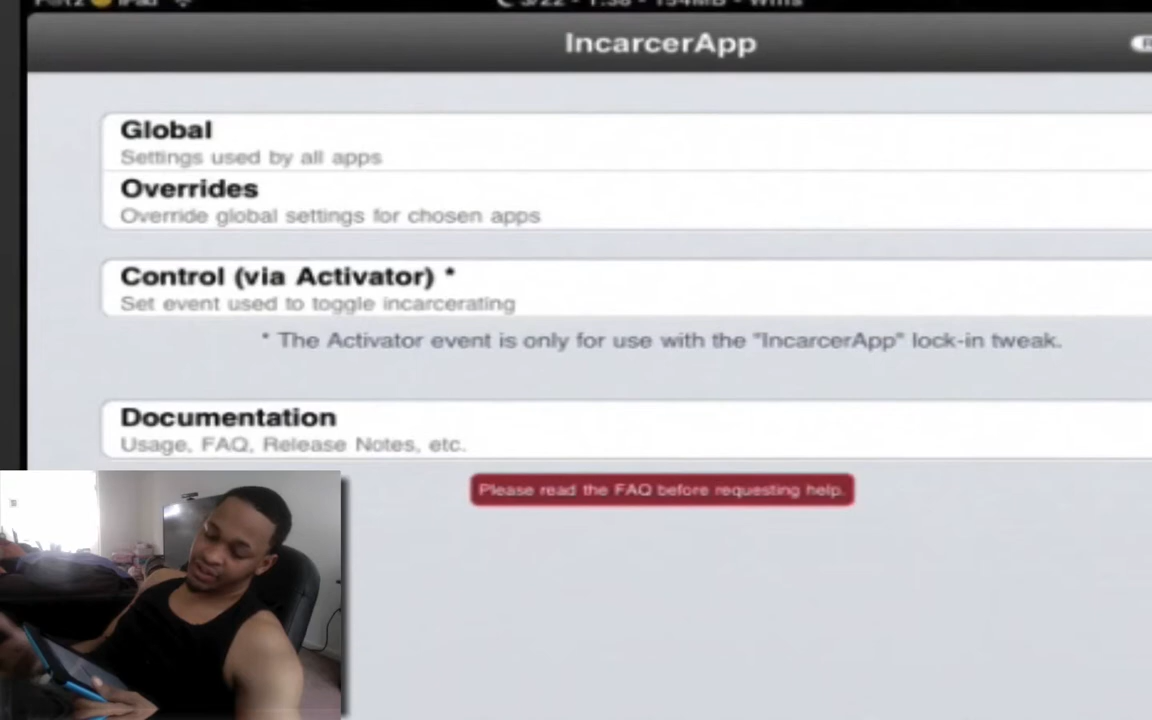 IncarcerApp
Global
Settings used by all apps
Overrides
Override global settings for chosen apps
Control (via Activator) *
Set event used to toggle incarcerating
* The Activator event is only for use with the "IncarcerApp" lock-in tweak.
Documentation
Usage, FAQ, Release Notes, etc.
Please read the FAQ before requesting help.